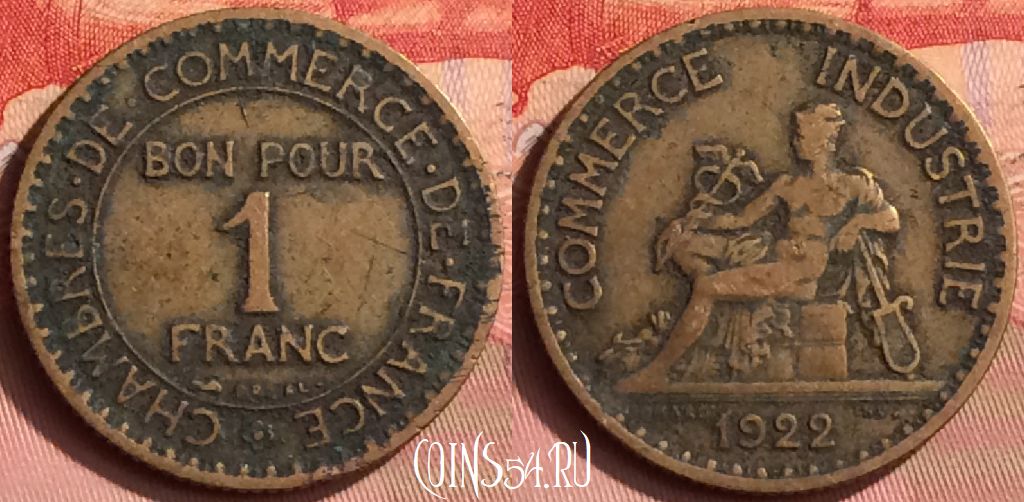 CHAMBRES·DE·COMMERCE·DE·FRANCE
BON POUR
1
FRANC
COMMERCE INDUSTRIE
1922
COINS54.RU